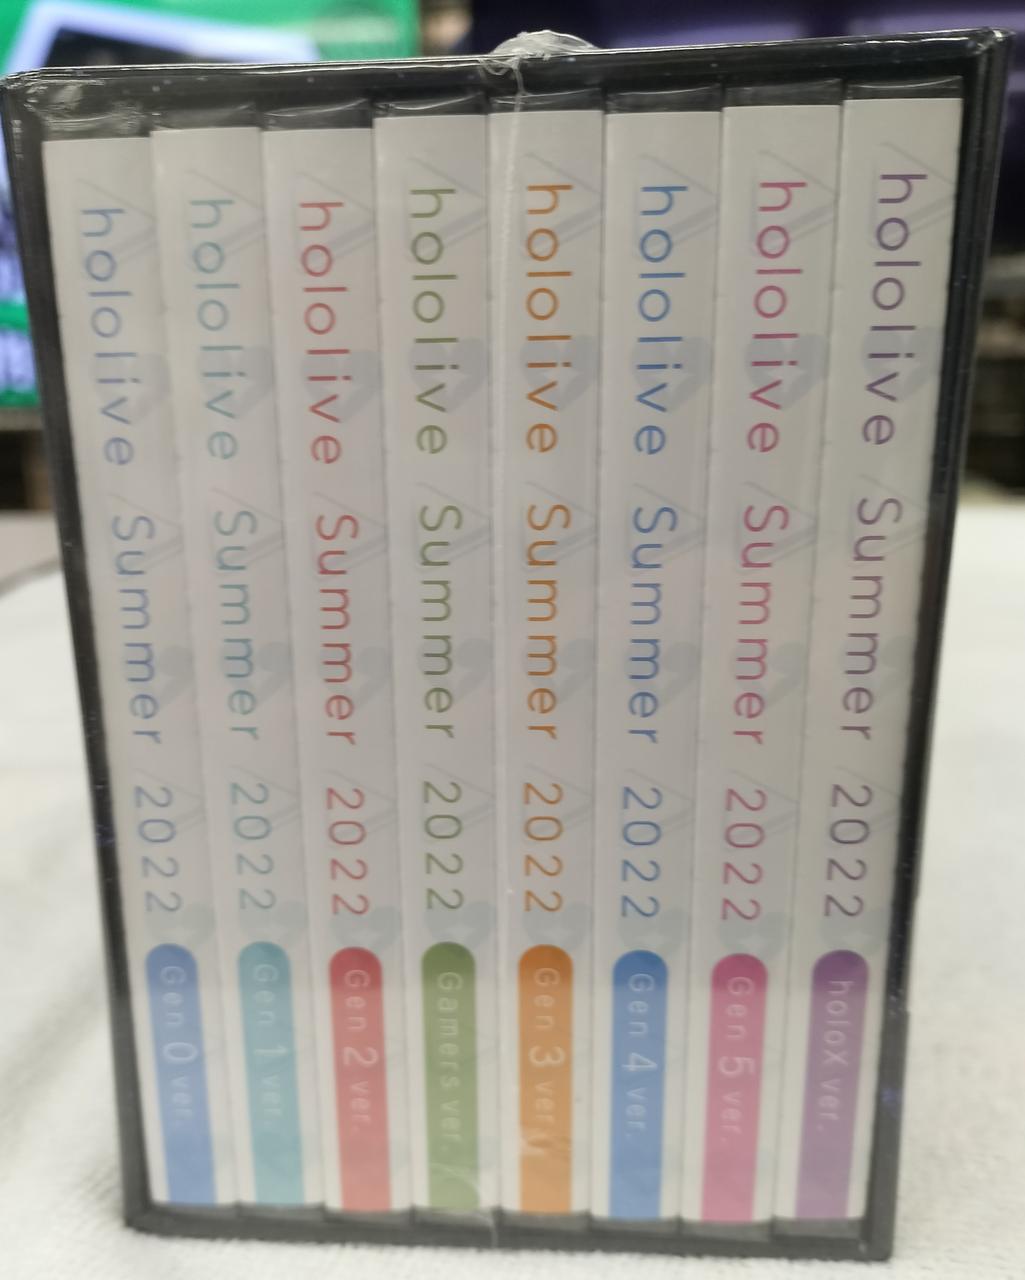 hololive Summer 2022 Gen 0 ver.
hololive Summer 2022 Gen 1 ver.
hololive Summer 2022 Gen 2 ver.
hololive Summer 2022 Gamers ver.
hololive Summer 2022 Gen 3 ver.
hololive Summer 2022 Gen 4 ver.
hololive Summer 2022 Gen 5 ver.
hololive Summer 2022 holoX ver.